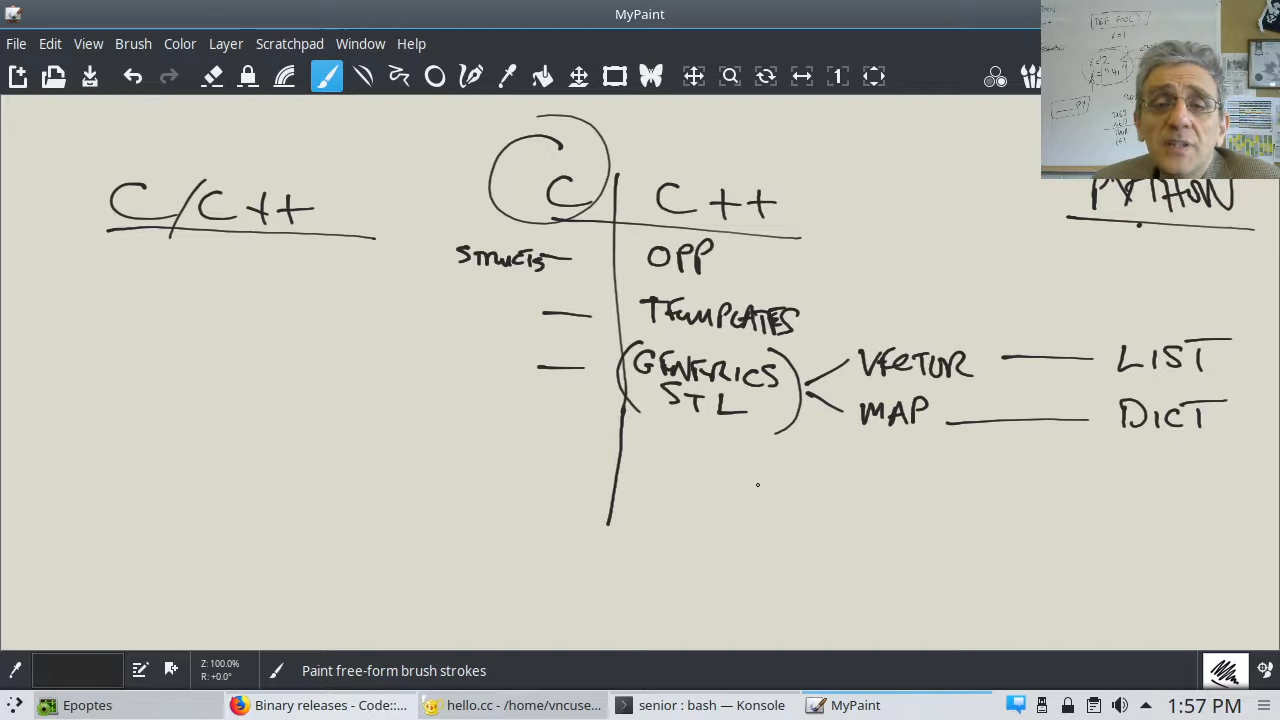 MyPaint
File Edit View Brush Color Layer Scratchpad Window Help
C/C++
C
C++
PYTHON
STRUCTS
OPP
TEMPLATES
GENERICS
STL
VECTOR
LIST
MAP
DICT
Z: 100.0%
R: +0.0°
Paint free-form brush strokes
Epoptes
Binary releases - Code::...
hello.cc - /home/vnruse...
senior : bash — Konsole
MyPaint
1:57 PM